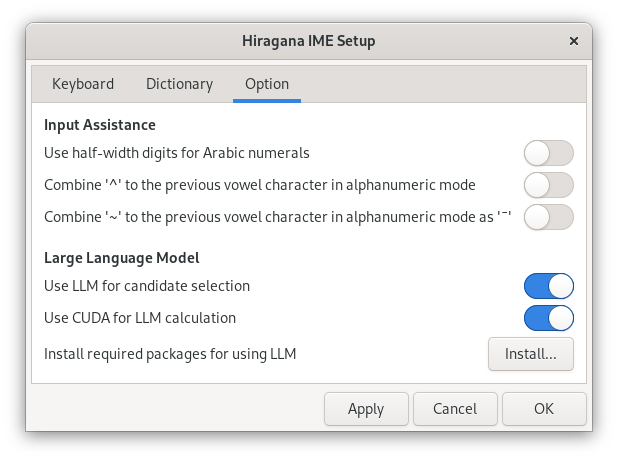 Hiragana IME Setup
Keyboard Dictionary Option
Input Assistance
Use half-width digits for Arabic numerals
Combine '^' to the previous vowel character in alphanumeric mode
Combine '~' to the previous vowel character in alphanumeric mode as '¯'
Large Language Model
Use LLM for candidate selection
Use CUDA for LLM calculation
Install required packages for using LLM Install...
Apply Cancel OK